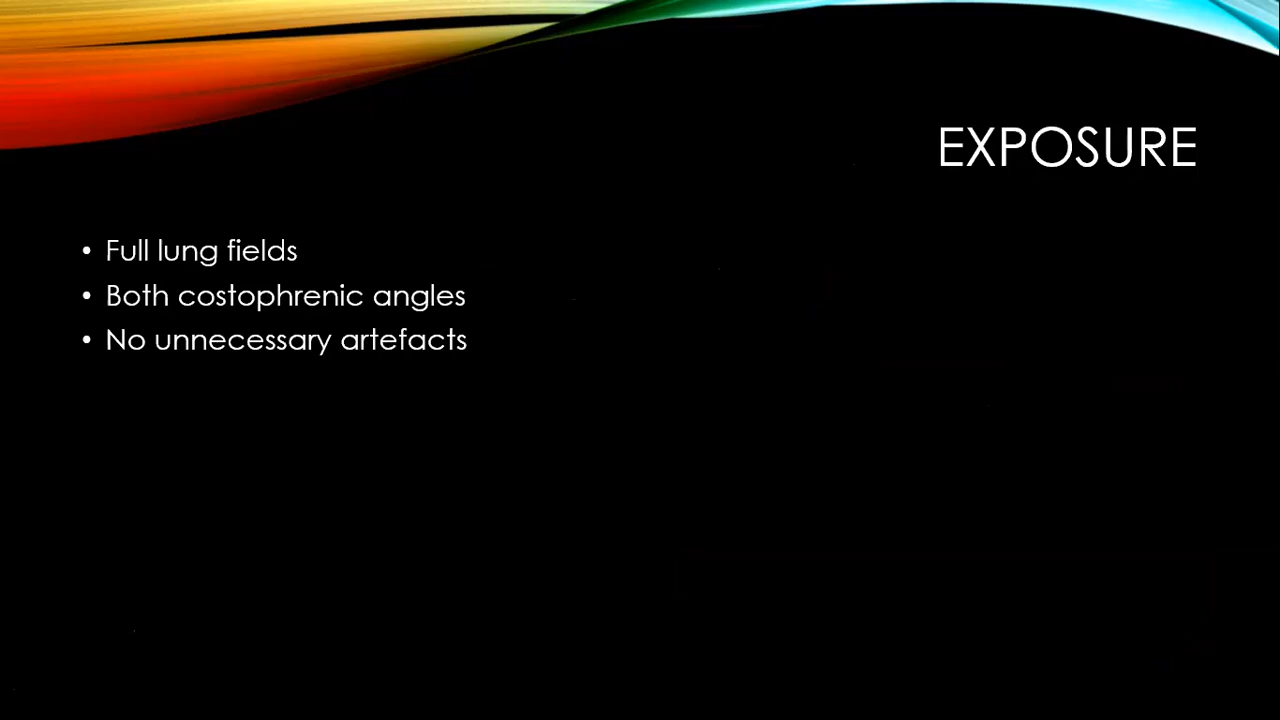 EXPOSURE
• Full lung fields
• Both costophrenic angles
• No unnecessary artefacts